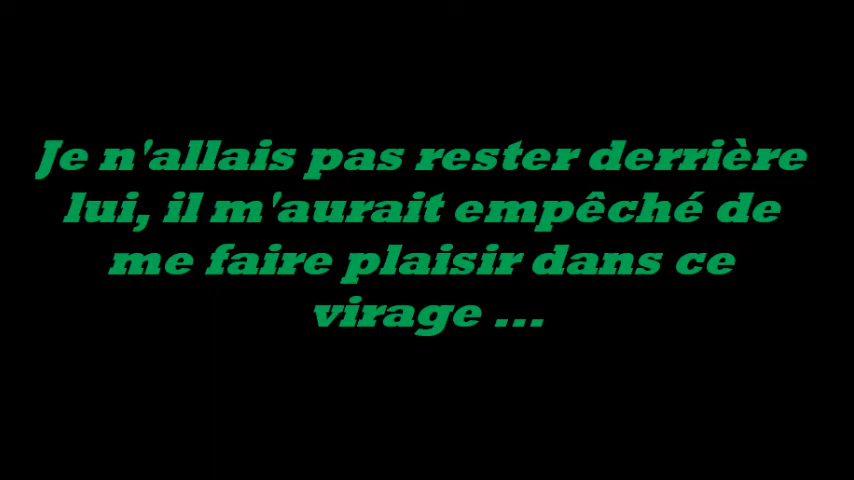 Je n'allais pas rester derrière
lui, il m'aurait empêché de
me faire plaisir dans ce
virage ...